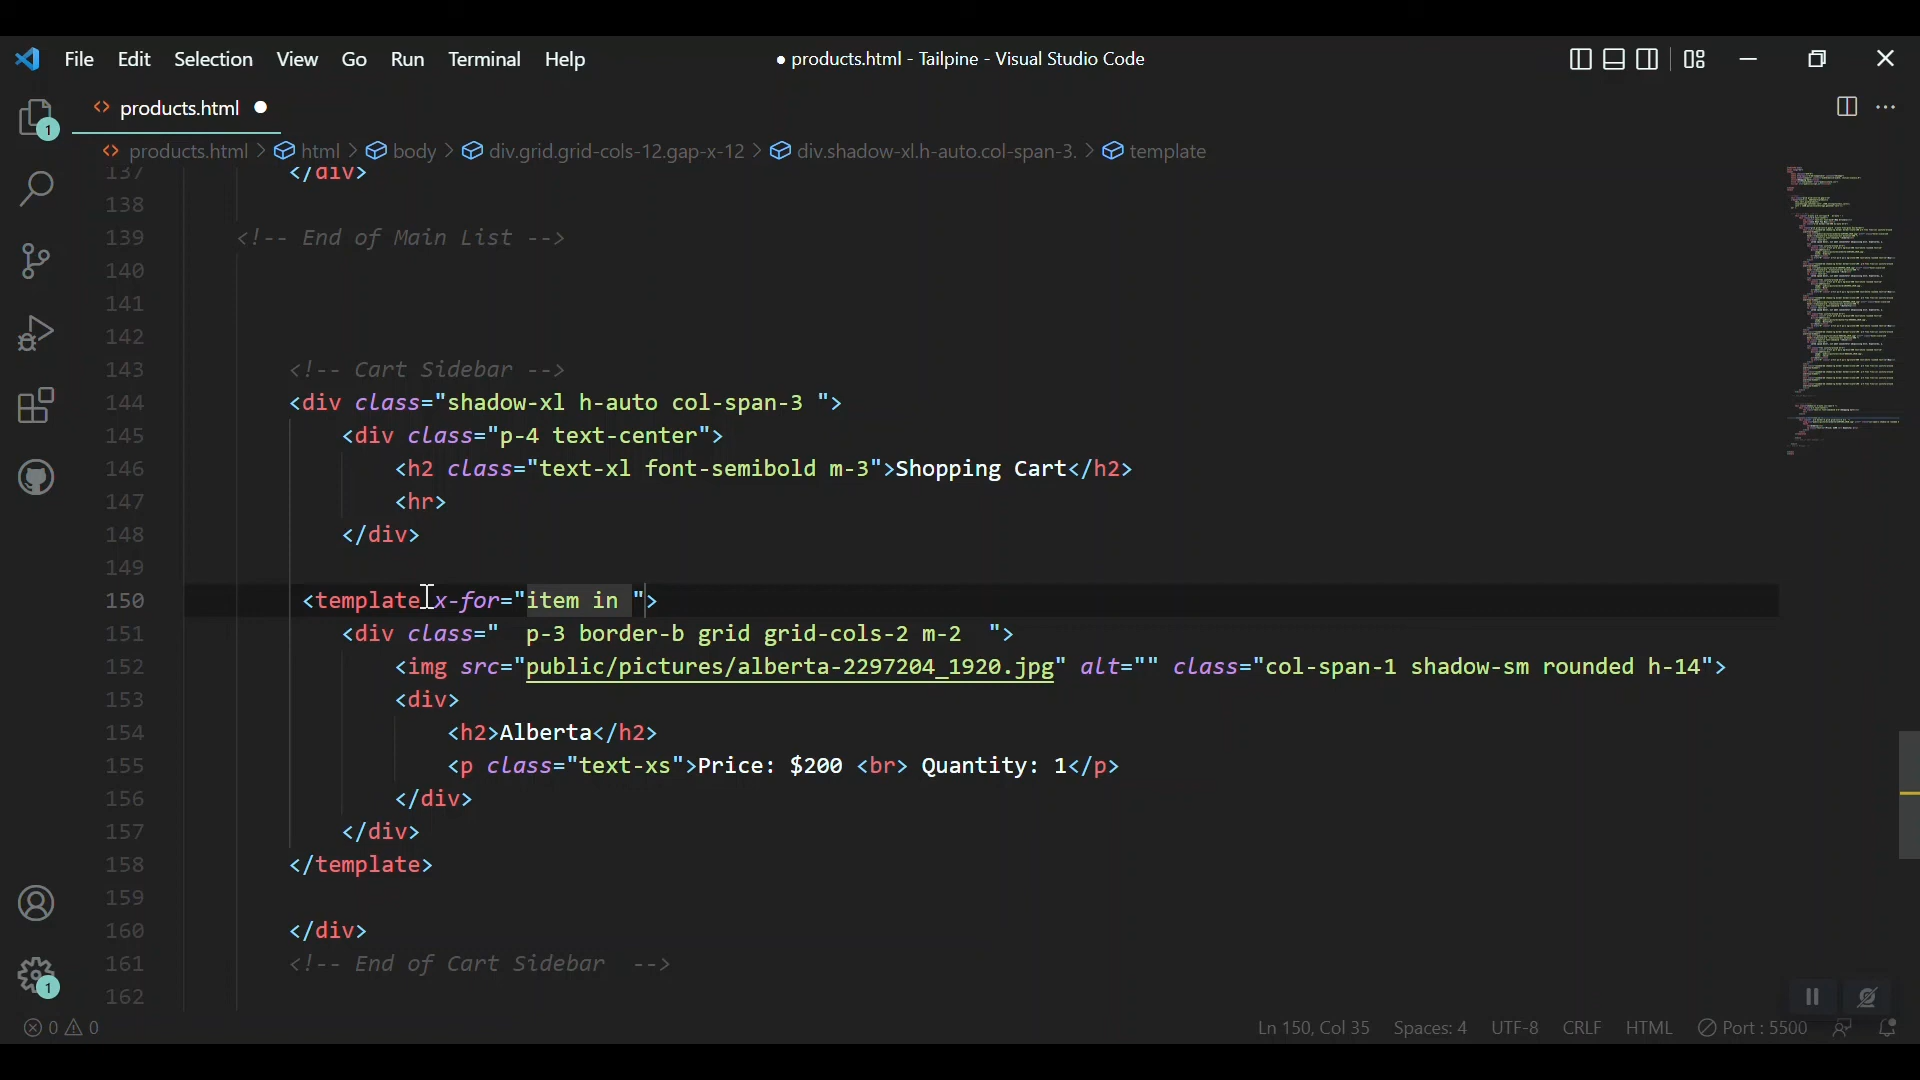 File Edit Selection View Go Run Terminal Help ● products.html - Tailpine - Visual Studio Code
products.html
products.html > html > body > div.grid.grid-cols-12.gap-x-12 > div.shadow-xl.h-auto.col-span-3. > template
137 </div>
138
139 <!-- End of Main List -->
140
141
142
143 <!-- Cart Sidebar -->
144 <div class="shadow-xl h-auto col-span-3 ">
145 <div class="p-4 text-center">
146 <h2 class="text-xl font-semibold m-3">Shopping Cart</h2>
147 <hr>
148 </div>
149
150 <template x-for="item in ">
151 <div class="  p-3 border-b grid grid-cols-2 m-2  ">
152 <img src="public/pictures/alberta-2297204_1920.jpg" alt="" class="col-span-1 shadow-sm rounded h-14">
153 <div>
154 <h2>Alberta</h2>
155 <p class="text-xs">Price: $200 <br> Quantity: 1</p>
156 </div>
157 </div>
158 </template>
159
160 </div>
161 <!-- End of Cart Sidebar  -->
162
1
1
0 0 Ln 150, Col 35 Spaces: 4 UTF-8 CRLF HTML Port : 5500